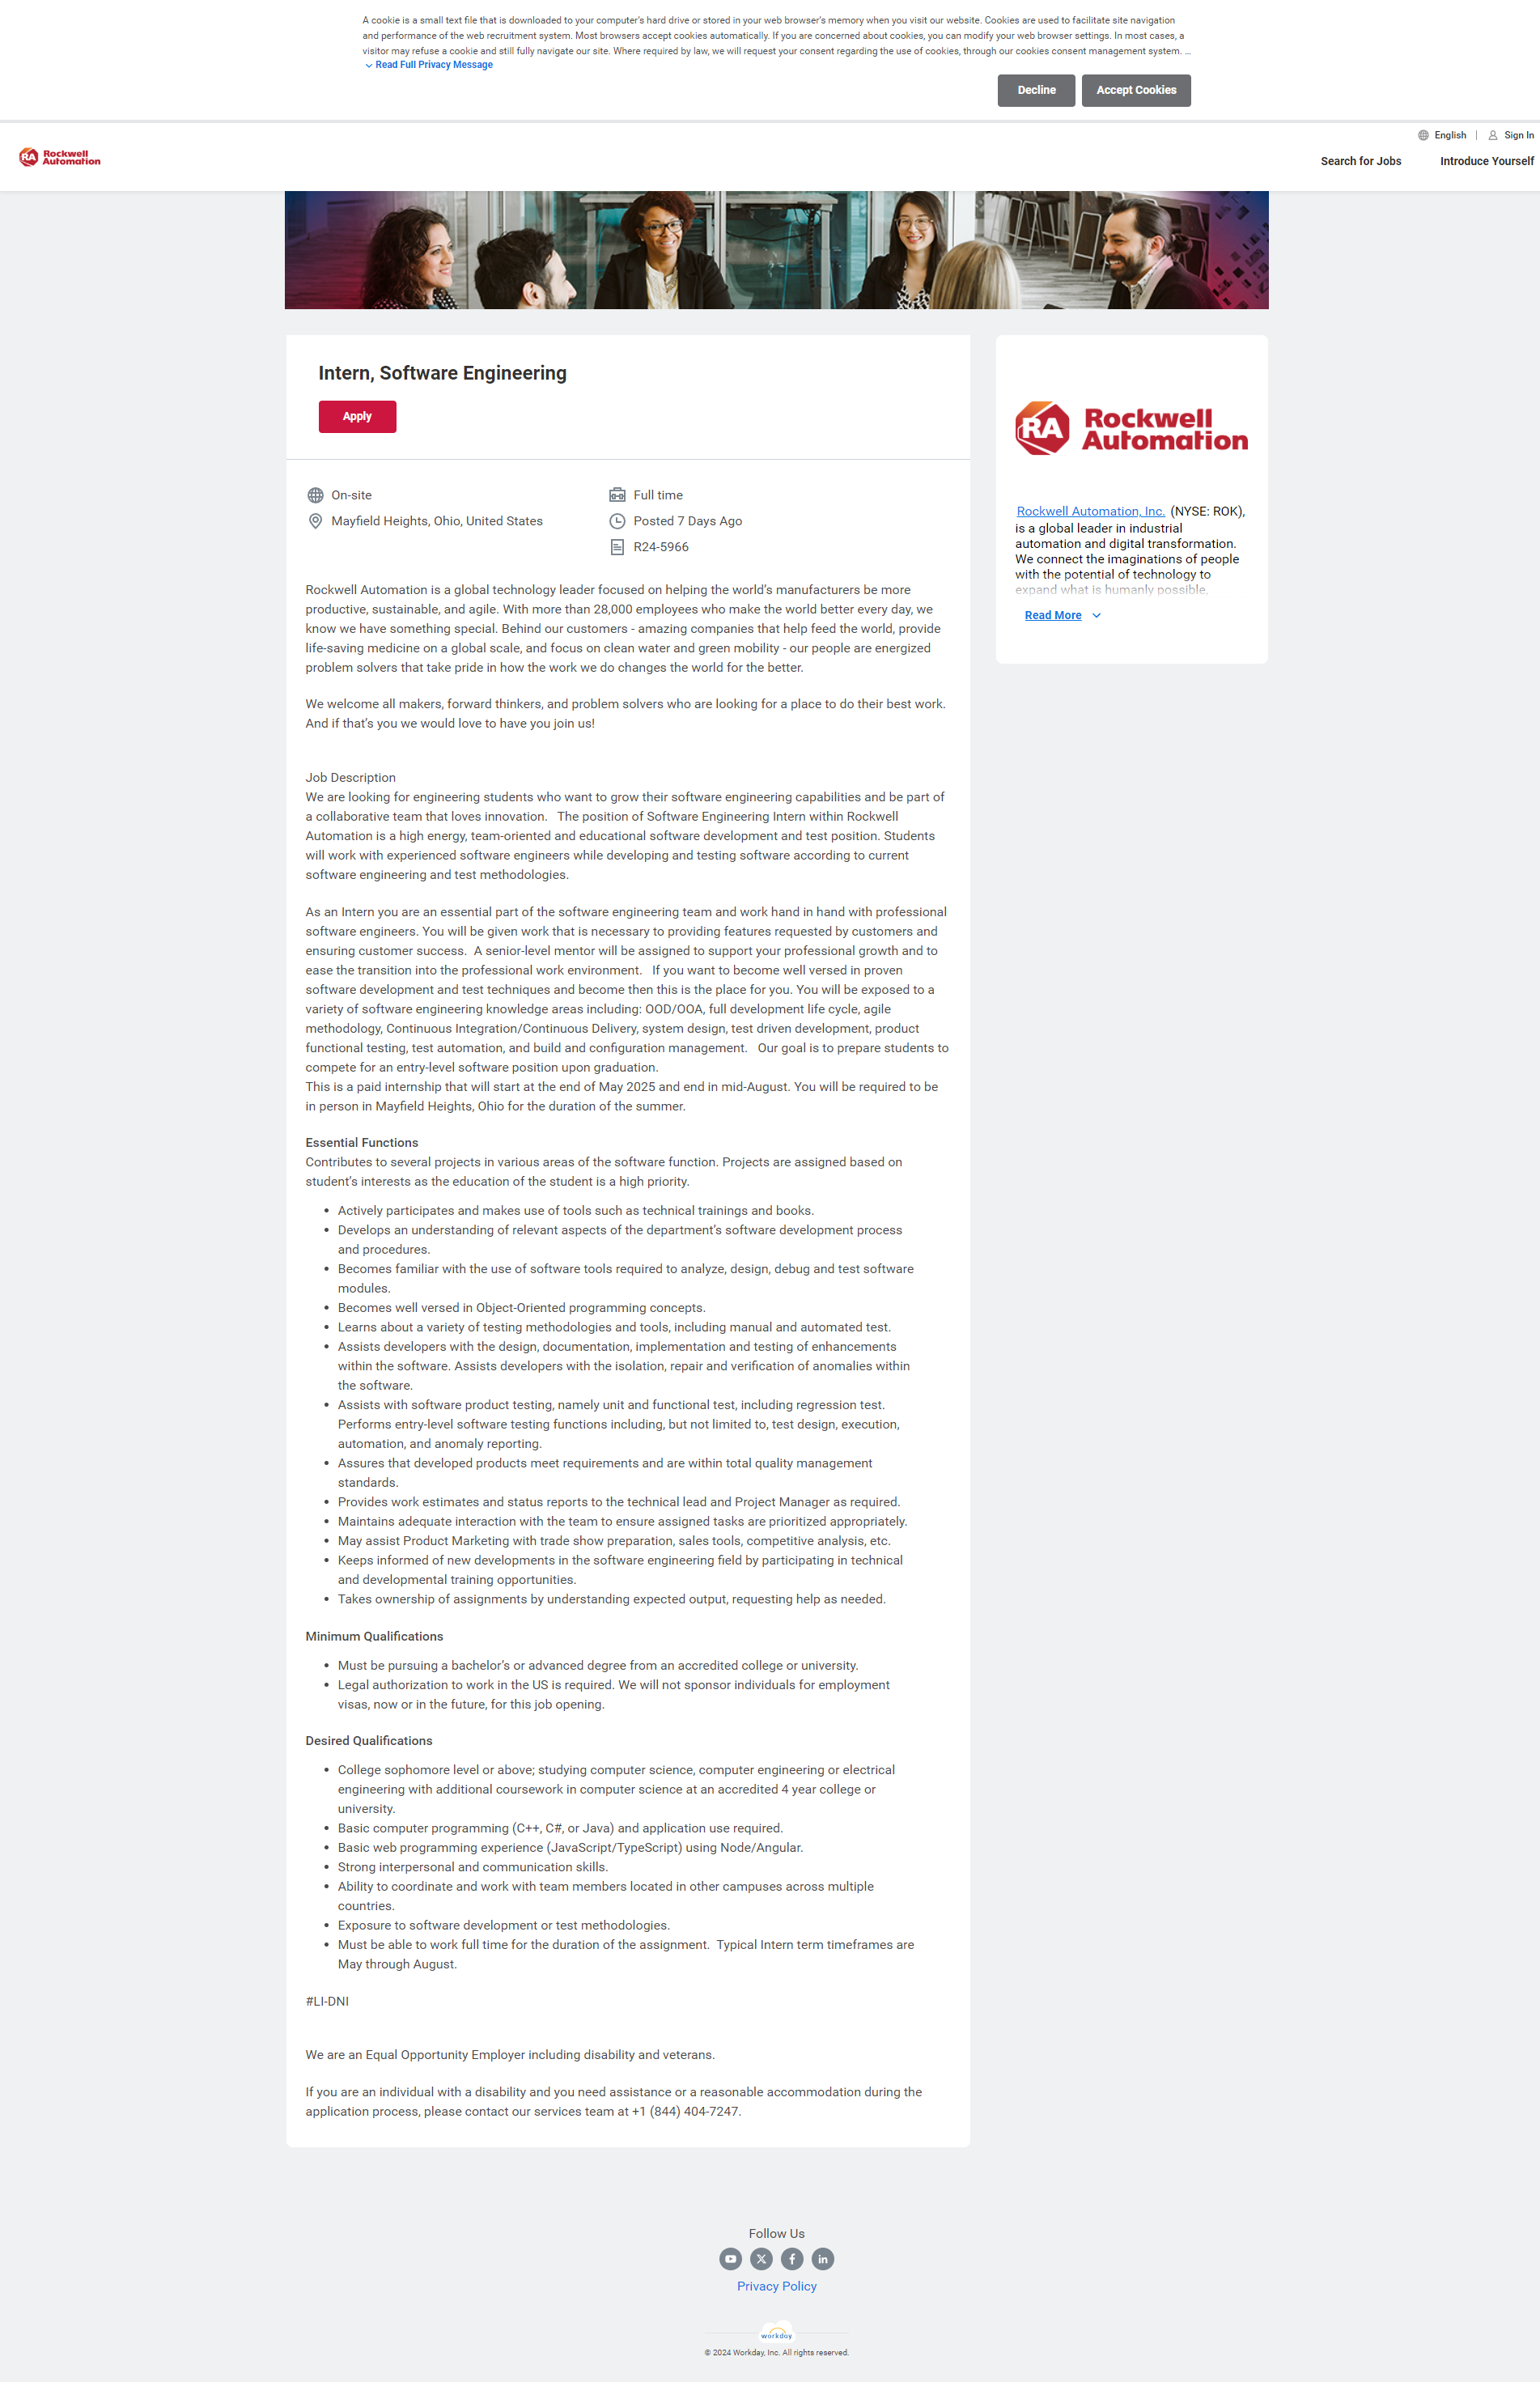 A cookie is a small text file that is downloaded to your computer's hard drive or stored in your web browser's memory when you visit our website. Cookies are used to facilitate site navigation
and performance of the web recruitment system. Most browsers accept cookies automatically. If you are concerned about cookies, you can modify your web browser settings. In most cases, a
visitor may refuse a cookie and still fully navigate our site. Where required by law, we will request your consent regarding the use of cookies, through our cookies consent management system. ...
Read Full Privacy Message
Decline
Accept Cookies
English | Sign In
RA Rockwell Automation
Search for Jobs
Introduce Yourself
Intern, Software Engineering
Apply
On-site
Mayfield Heights, Ohio, United States
Full time
Posted 7 Days Ago
R24-5966
Rockwell Automation is a global technology leader focused on helping the world's manufacturers be more
productive, sustainable, and agile. With more than 28,000 employees who make the world better every day, we
know we have something special. Behind our customers - amazing companies that help feed the world, provide
life-saving medicine on a global scale, and focus on clean water and green mobility - our people are energized
problem solvers that take pride in how the work we do changes the world for the better.
We welcome all makers, forward thinkers, and problem solvers who are looking for a place to do their best work.
And if that's you we would love to have you join us!
Job Description
We are looking for engineering students who want to grow their software engineering capabilities and be part of
a collaborative team that loves innovation.   The position of Software Engineering Intern within Rockwell
Automation is a high energy, team-oriented and educational software development and test position. Students
will work with experienced software engineers while developing and testing software according to current
software engineering and test methodologies.
As an Intern you are an essential part of the software engineering team and work hand in hand with professional
software engineers. You will be given work that is necessary to providing features requested by customers and
ensuring customer success.  A senior-level mentor will be assigned to support your professional growth and to
ease the transition into the professional work environment.   If you want to become well versed in proven
software development and test techniques and become then this is the place for you. You will be exposed to a
variety of software engineering knowledge areas including: OOD/OOA, full development life cycle, agile
methodology, Continuous Integration/Continuous Delivery, system design, test driven development, product
functional testing, test automation, and build and configuration management.   Our goal is to prepare students to
compete for an entry-level software position upon graduation.
This is a paid internship that will start at the end of May 2025 and end in mid-August. You will be required to be
in person in Mayfield Heights, Ohio for the duration of the summer.
Essential Functions
Contributes to several projects in various areas of the software function. Projects are assigned based on
student's interests as the education of the student is a high priority.
• Actively participates and makes use of tools such as technical trainings and books.
• Develops an understanding of relevant aspects of the department's software development process
and procedures.
• Becomes familiar with the use of software tools required to analyze, design, debug and test software
modules.
• Becomes well versed in Object-Oriented programming concepts.
• Learns about a variety of testing methodologies and tools, including manual and automated test.
• Assists developers with the design, documentation, implementation and testing of enhancements
within the software. Assists developers with the isolation, repair and verification of anomalies within
the software.
• Assists with software product testing, namely unit and functional test, including regression test.
Performs entry-level software testing functions including, but not limited to, test design, execution,
automation, and anomaly reporting.
• Assures that developed products meet requirements and are within total quality management
standards.
• Provides work estimates and status reports to the technical lead and Project Manager as required.
• Maintains adequate interaction with the team to ensure assigned tasks are prioritized appropriately.
• May assist Product Marketing with trade show preparation, sales tools, competitive analysis, etc.
• Keeps informed of new developments in the software engineering field by participating in technical
and developmental training opportunities.
• Takes ownership of assignments by understanding expected output, requesting help as needed.
Minimum Qualifications
• Must be pursuing a bachelor's or advanced degree from an accredited college or university.
• Legal authorization to work in the US is required. We will not sponsor individuals for employment
visas, now or in the future, for this job opening.
Desired Qualifications
• College sophomore level or above; studying computer science, computer engineering or electrical
engineering with additional coursework in computer science at an accredited 4 year college or
university.
• Basic computer programming (C++, C#, or Java) and application use required.
• Basic web programming experience (JavaScript/TypeScript) using Node/Angular.
• Strong interpersonal and communication skills.
• Ability to coordinate and work with team members located in other campuses across multiple
countries.
• Exposure to software development or test methodologies.
• Must be able to work full time for the duration of the assignment.  Typical Intern term timeframes are
May through August.
#LI-DNI
We are an Equal Opportunity Employer including disability and veterans.
If you are an individual with a disability and you need assistance or a reasonable accommodation during the
application process, please contact our services team at +1 (844) 404-7247.
RA Rockwell
Automation
Rockwell Automation, Inc. (NYSE: ROK),
is a global leader in industrial
automation and digital transformation.
We connect the imaginations of people
with the potential of technology to
expand what is humanly possible,
Read More
Follow Us
Privacy Policy
workday
© 2024 Workday, Inc. All rights reserved.